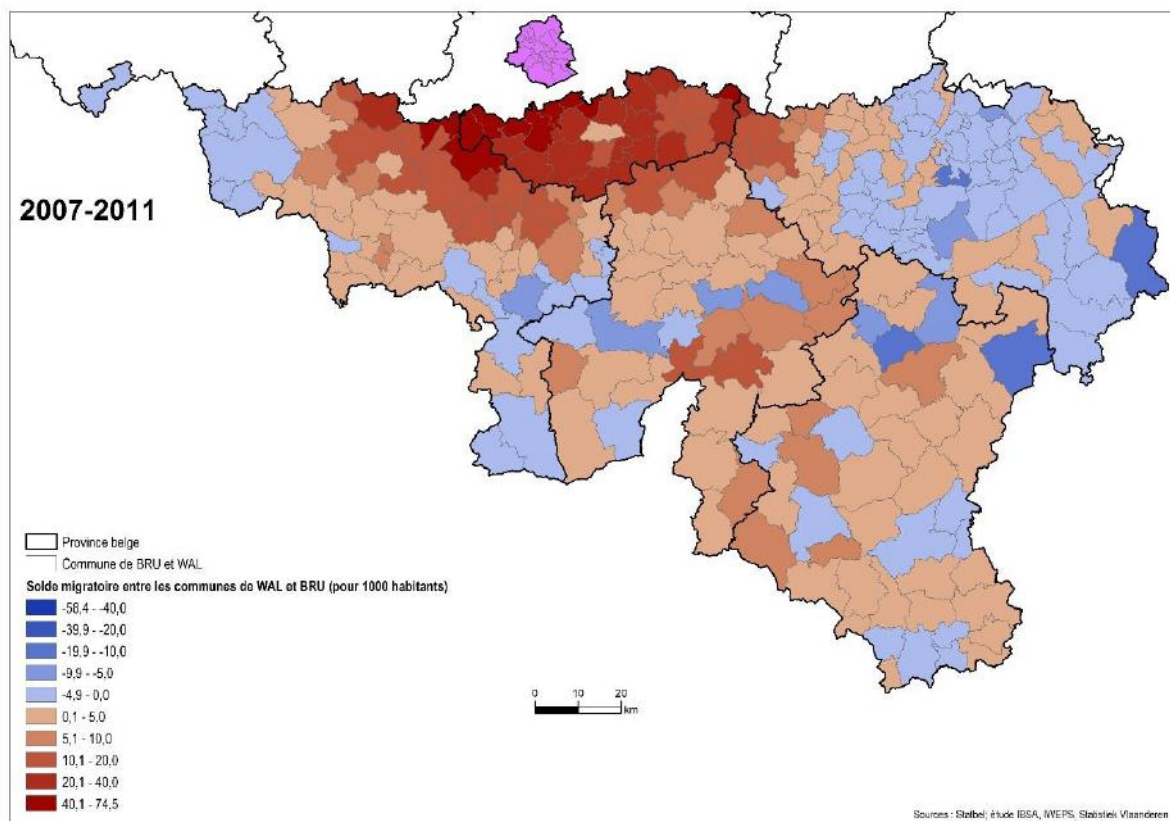 2007-2011
Province belge
Commune de BRU et WAL
Solde migratoire entre les communes de WAL et BRU (pour 1000 habitants)
-58,4 - -40,0
-39,9 - -20,0
-19,9 - -10,0
-9,9 - -5,0
-4,9 - 0,0
0,1 - 5,0
5,1 - 10,0
10,1 - 20,0
20,1 - 40,0
40,1 - 74,5
0 10 20
km
Sources : Statbel; étude IBSA, IWEPS, Statistiek Vlaanderen